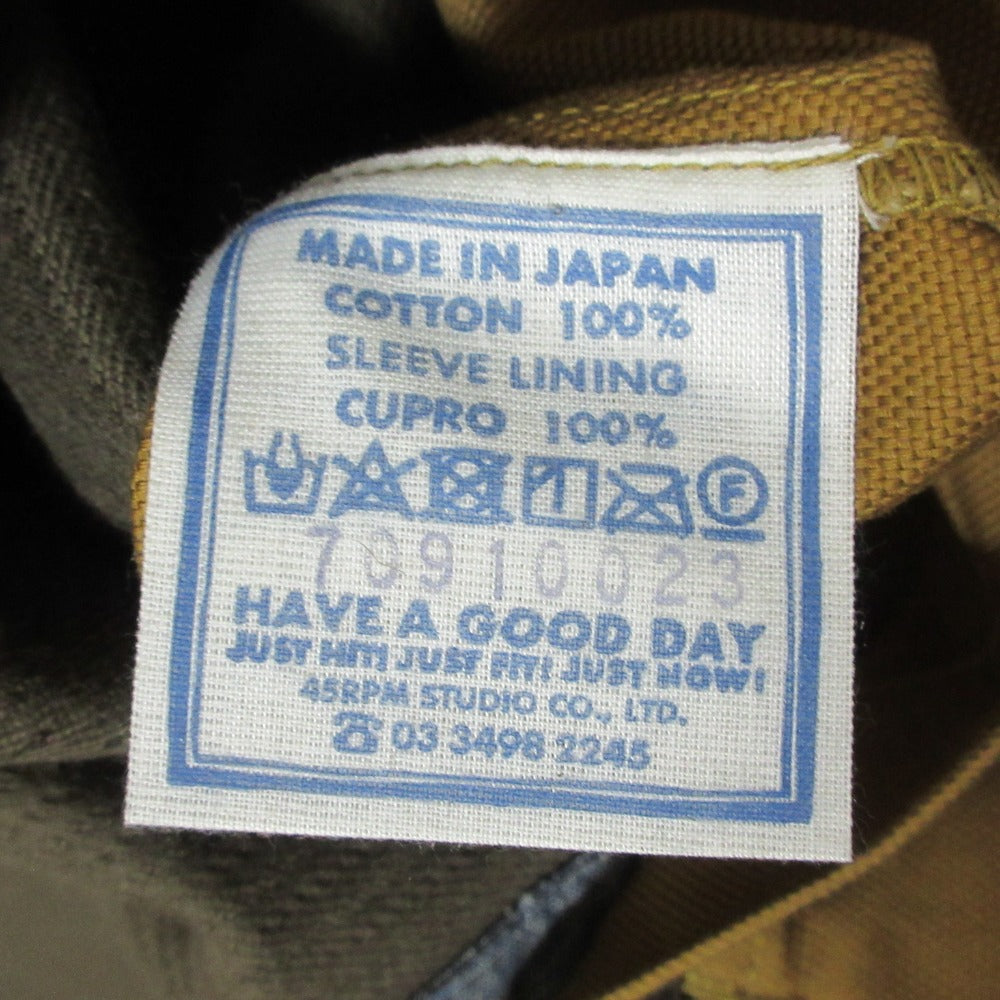 MADE IN JAPAN
COTTON 100%
SLEEVE LINING
CUPRO 100%
1 F
70910023
HAVE A GOOD DAY
JUST HIT! JUST FIT! JUST NOW!
45RPM STUDIO CO., LTD.
☎ 03 3498 2245